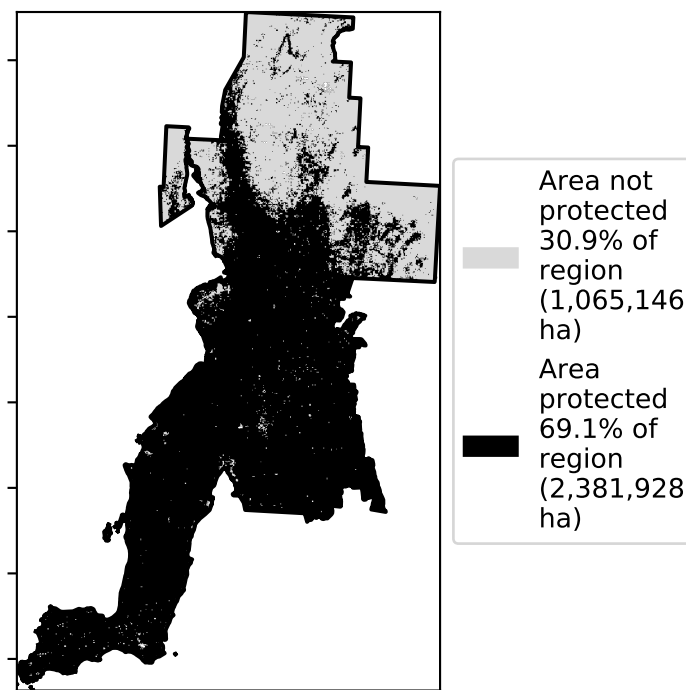 Area not
protected
30.9% of
region
(1,065,146
ha)
Area
protected
69.1% of
region
(2,381,928
ha)